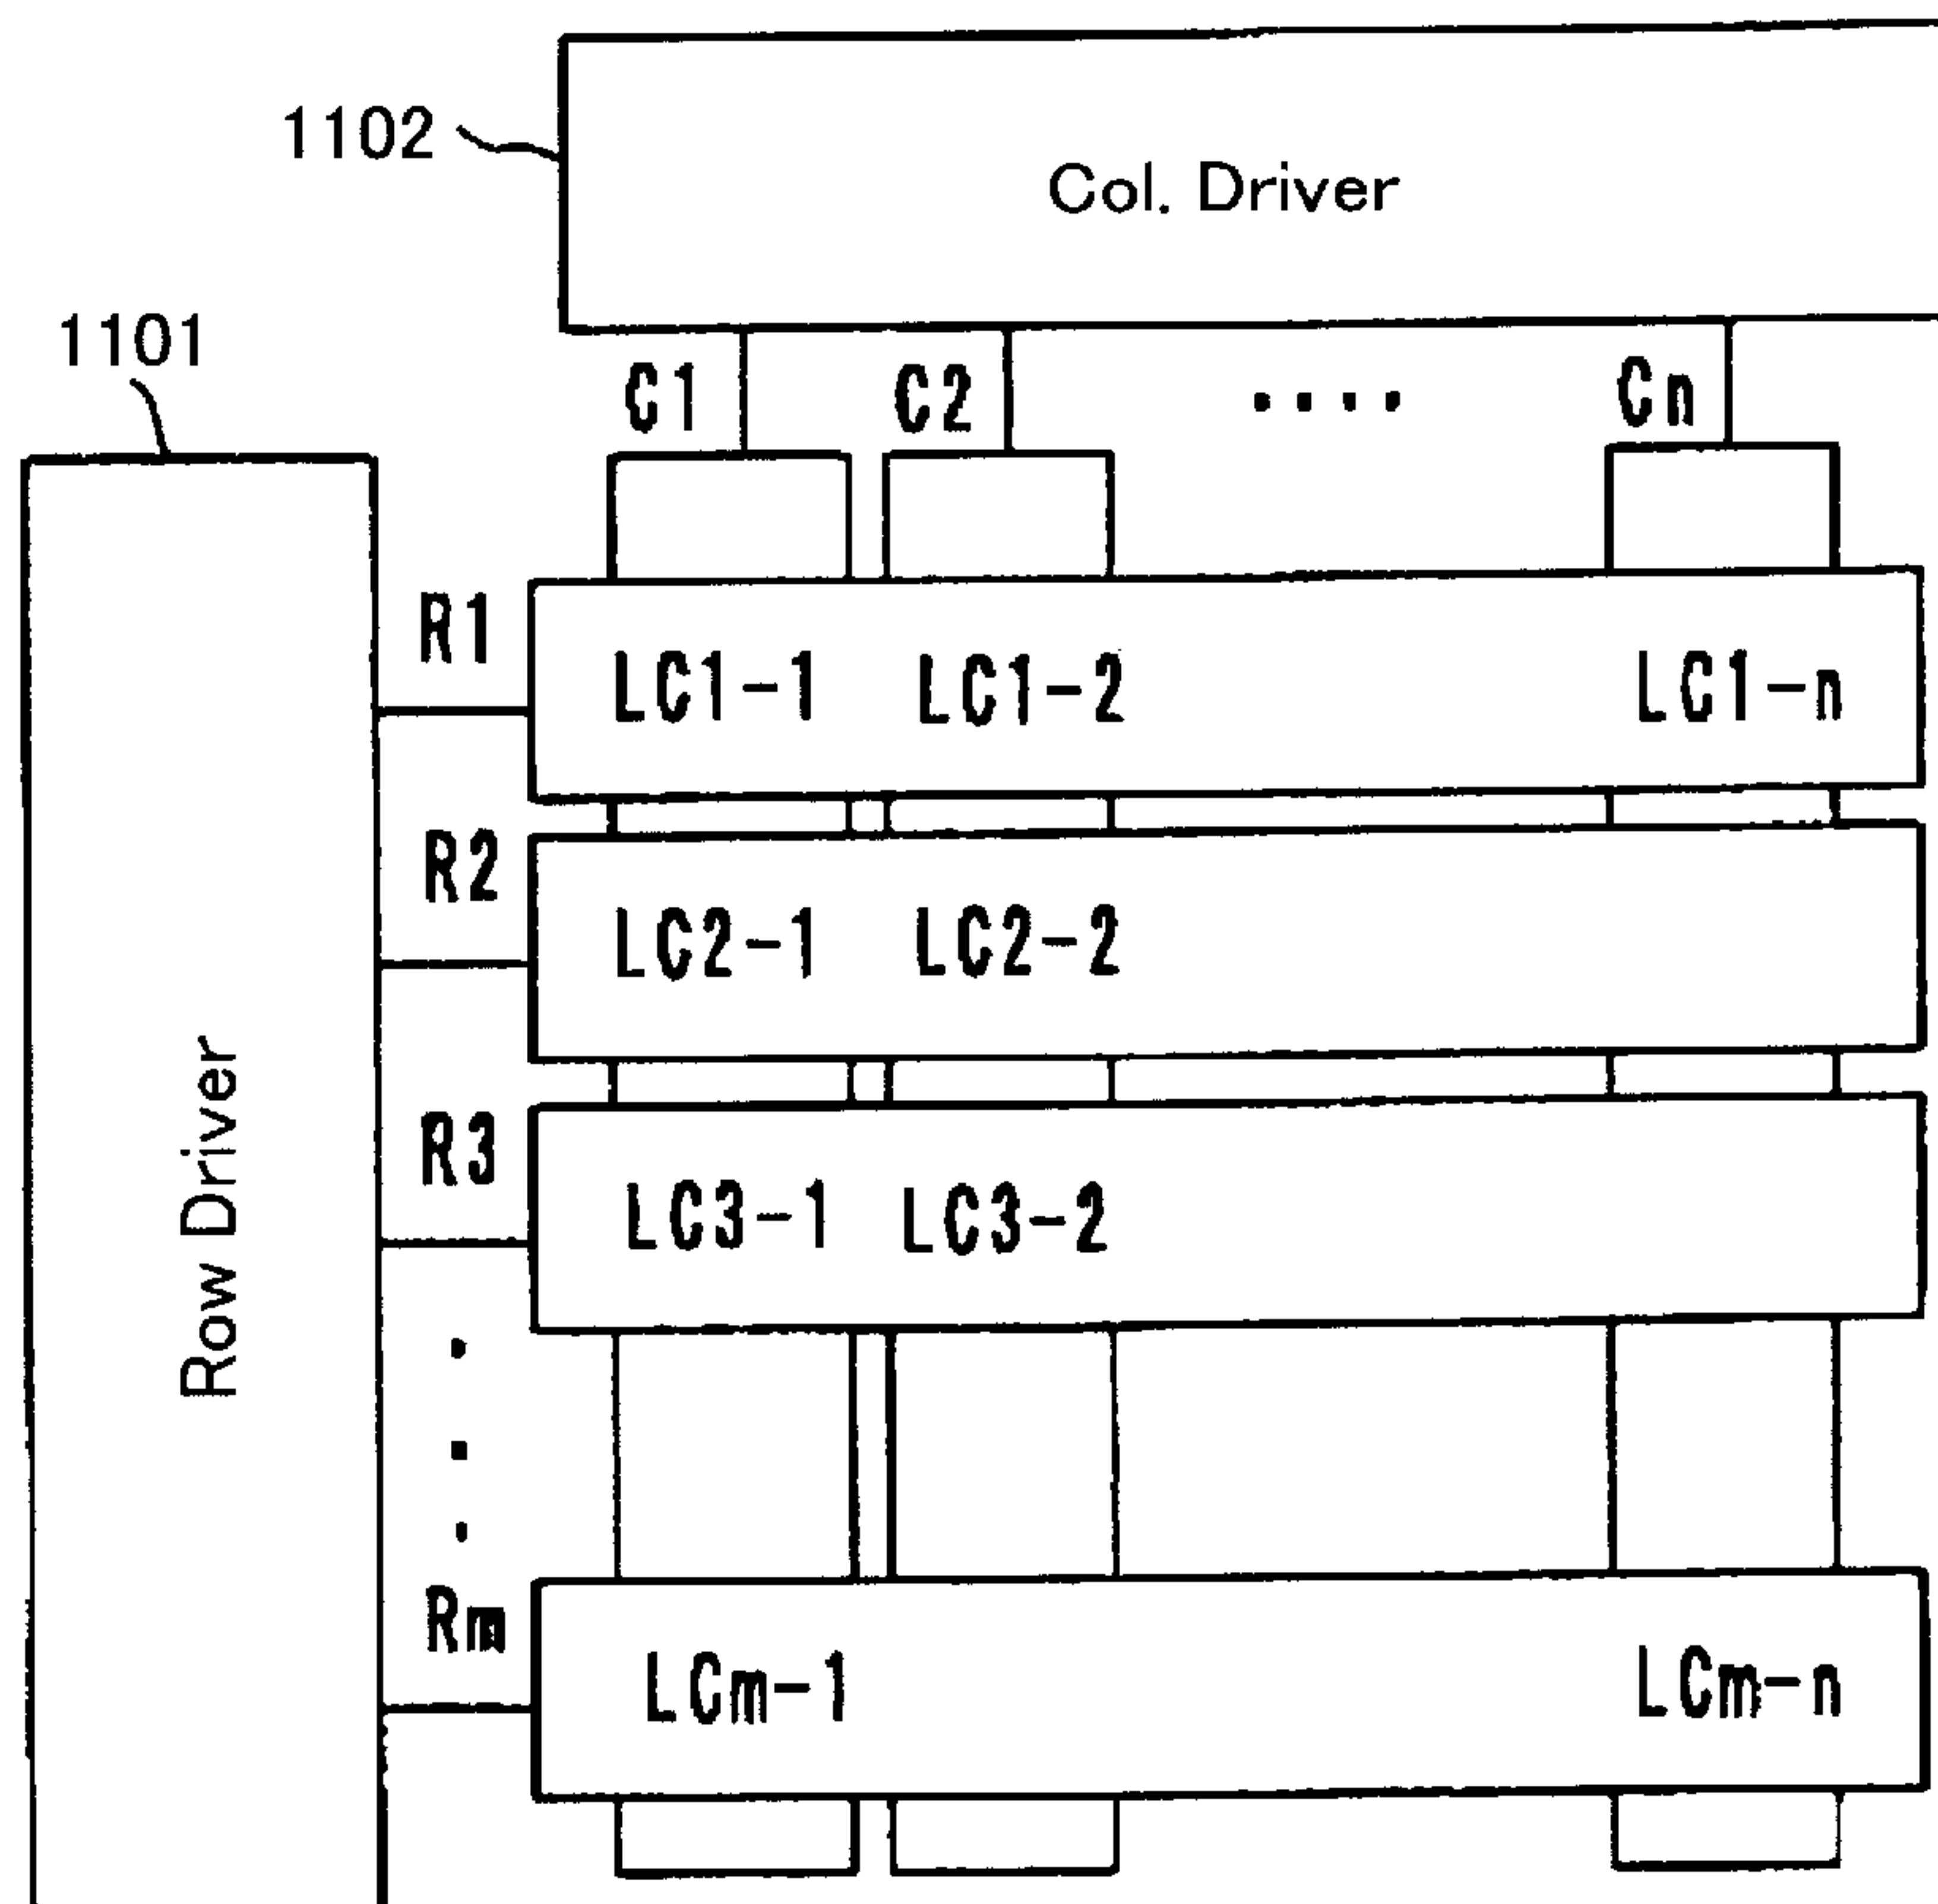 1102
Col. Driver
1101
C1 C2 ···· Cn
R1 LC1-1 LC1-2 LC1-n
R2 LC2-1 LC2-2
R3 LC3-1 LC3-2
Row Driver
Rm LCm-1 LCm-n